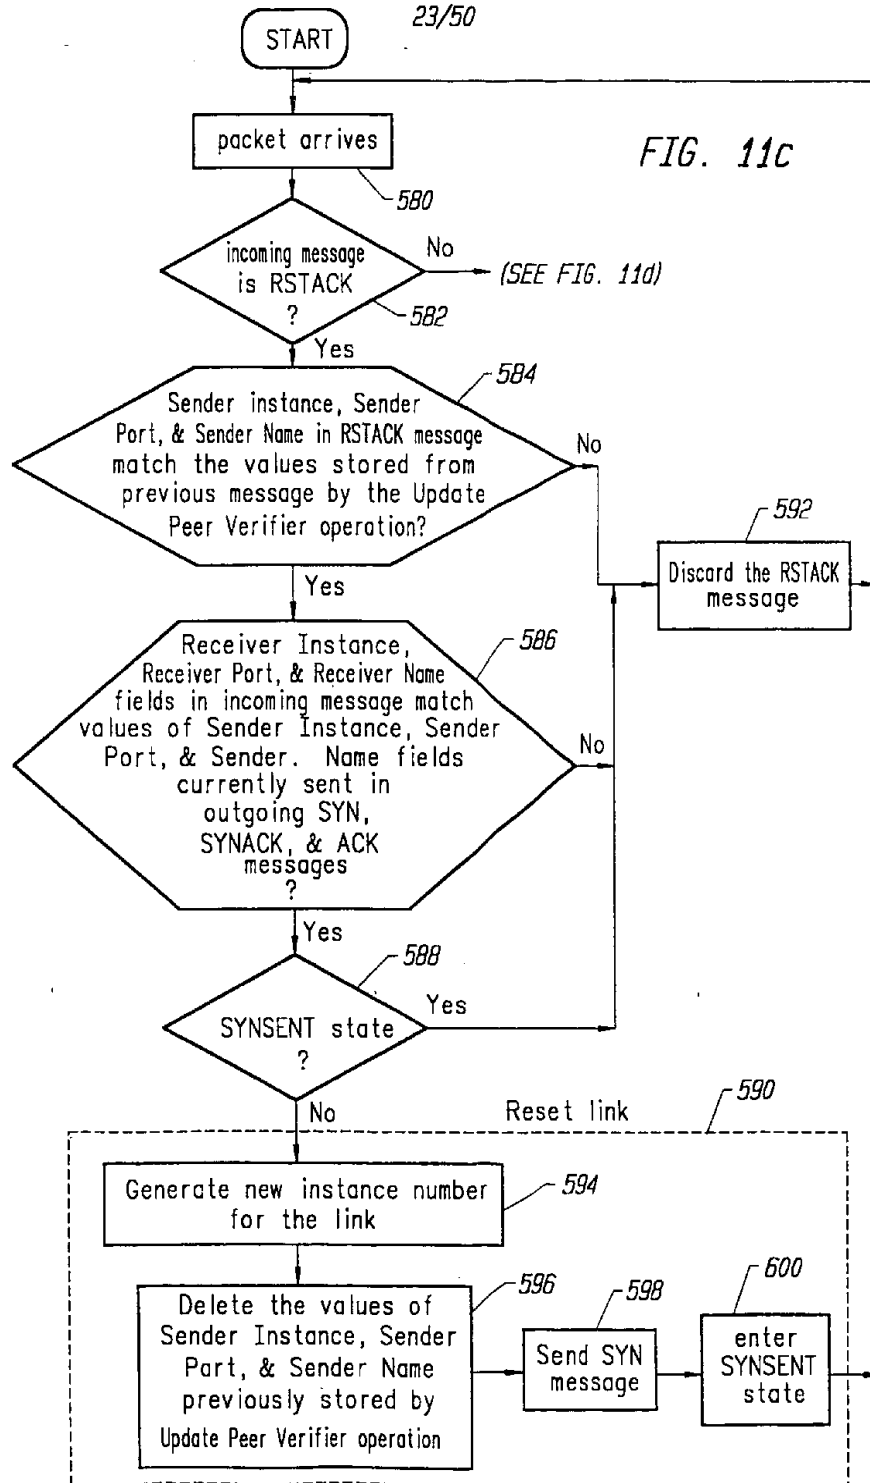 23/50
START
FIG. 11c
packet arrives
580
incoming message
is RSTACK
?
No
(SEE FIG. 11d)
582
Yes
584
Sender instance, Sender
Port, & Sender Name in RSTACK message
match the values stored from
previous message by the Update
Peer Verifier operation?
No
592
Discard the RSTACK
message
Yes
586
Receiver Instance,
Receiver Port, & Receiver Name
fields in incoming message match
values of Sender Instance, Sender
Port, & Sender. Name fields
currently sent in
outgoing SYN,
SYNACK, & ACK
messages
?
No
Yes
588
SYNSENT state
?
Yes
No
Reset link
590
Generate new instance number
for the link
594
Delete the values of
Sender Instance, Sender
Part, & Sender Name
previously stored by
Update Peer Verifier operation
596
Send SYN
message
598
enter
SYNSENT
state
600